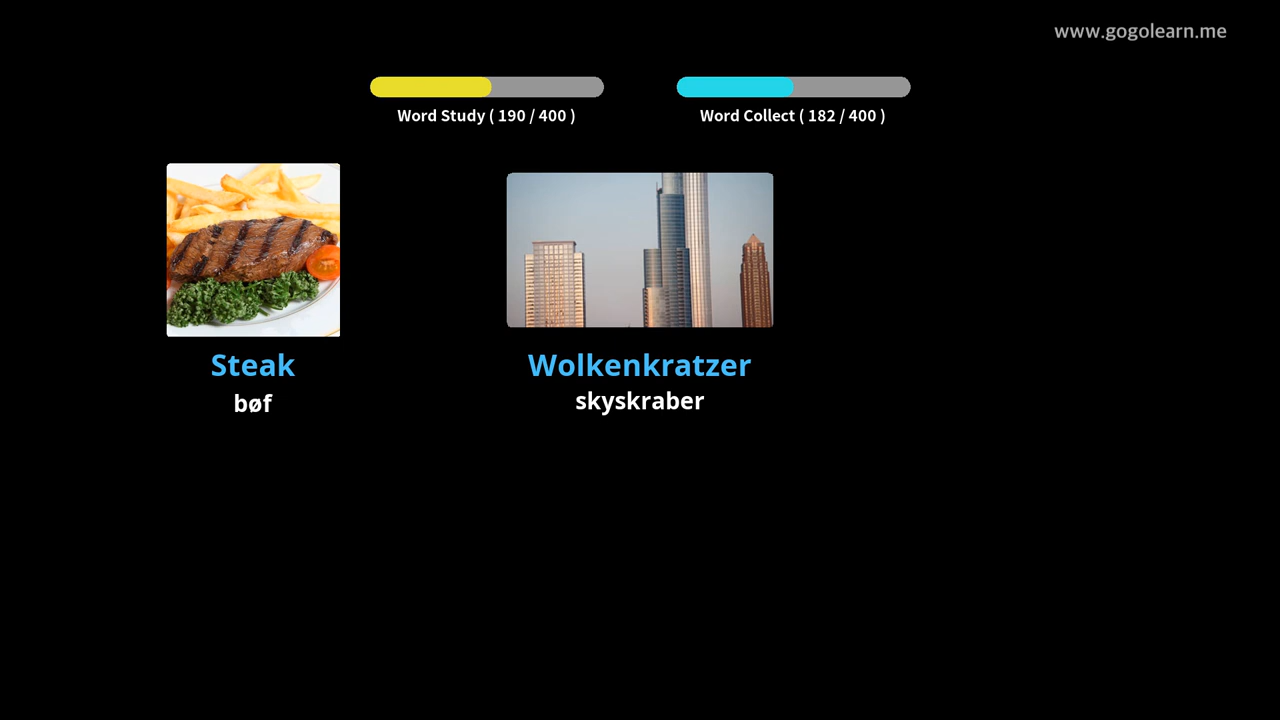 www.gogolearn.me
Word Study ( 190 / 400 )
Word Collect ( 182 / 400 )
Steak
bøf
Wolkenkratzer
skyskraber